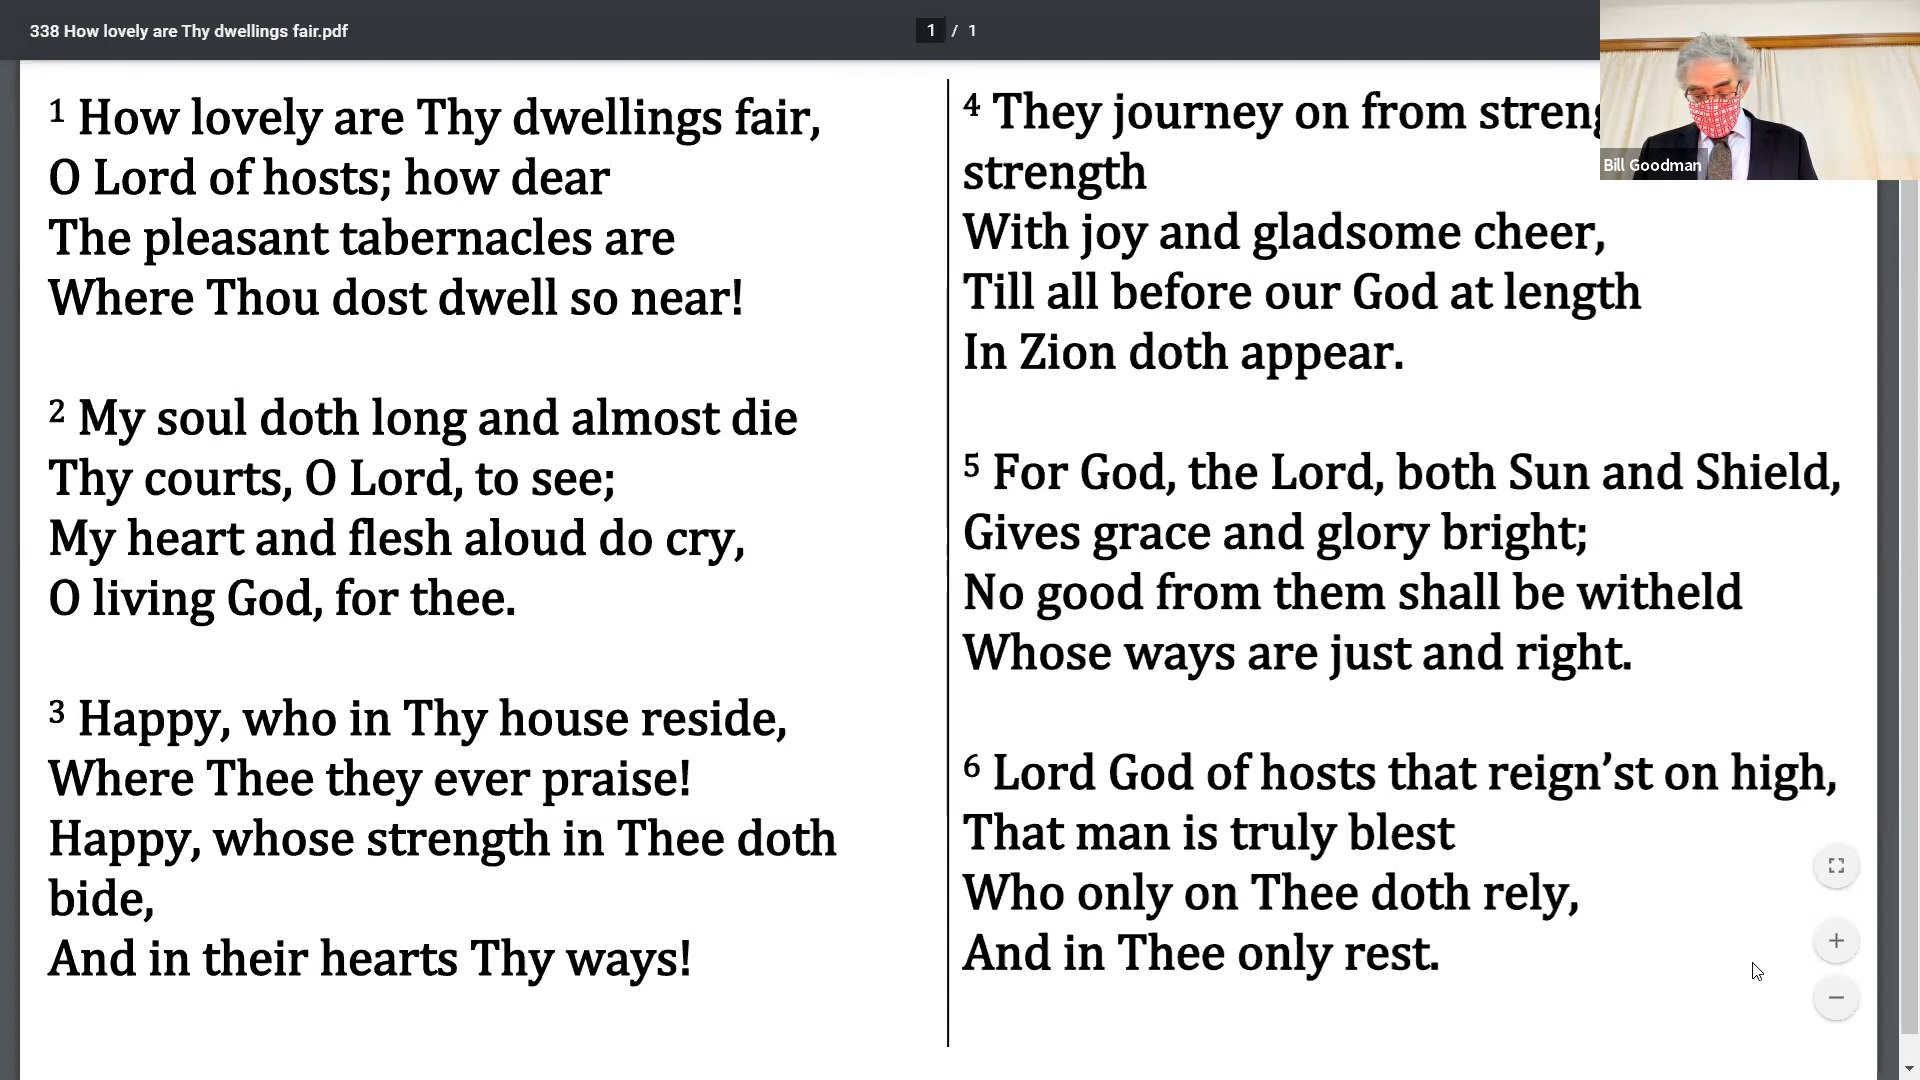 338 How lovely are Thy dwellings fair.pdf
1 / 1
Bill Goodman
1 How lovely are Thy dwellings fair,
O Lord of hosts; how dear
The pleasant tabernacles are
Where Thou dost dwell so near!
2 My soul doth long and almost die
Thy courts, O Lord, to see;
My heart and flesh aloud do cry,
O living God, for thee.
3 Happy, who in Thy house reside,
Where Thee they ever praise!
Happy, whose strength in Thee doth
bide,
And in their hearts Thy ways!
4 They journey on from
strength
With joy and gladsome cheer,
Till all before our God at length
In Zion doth appear.
5 For God, the Lord, both Sun and Shield,
Gives grace and glory bright;
No good from them shall be witheld
Whose ways are just and right.
6 Lord God of hosts that reign’st on high,
That man is truly blest
Who only on Thee doth rely,
And in Thee only rest.